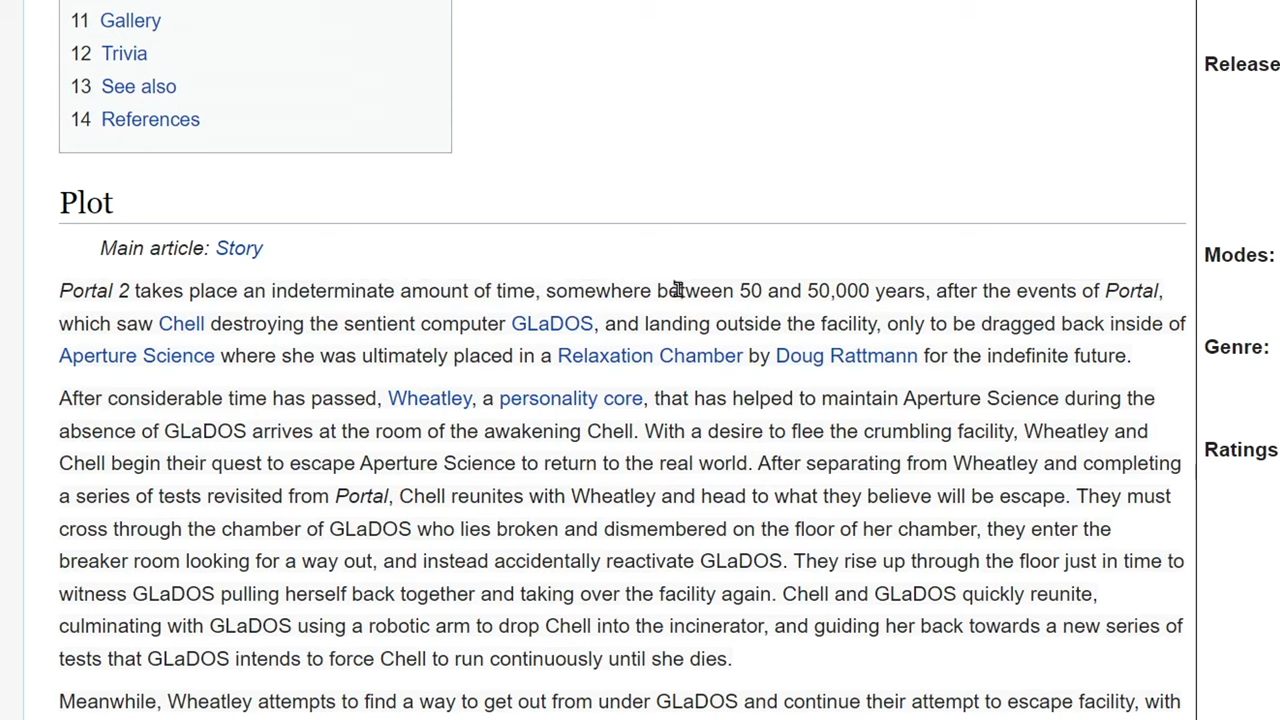 11 Gallery
12 Trivia
13 See also
14 References
Release
Plot
Main article: Story
Modes:
Portal 2 takes place an indeterminate amount of time, somewhere between 50 and 50,000 years, after the events of Portal,
which saw Chell destroying the sentient computer GLaDOS, and landing outside the facility, only to be dragged back inside of
Aperture Science where she was ultimately placed in a Relaxation Chamber by Doug Rattmann for the indefinite future.
Genre:
After considerable time has passed, Wheatley, a personality core, that has helped to maintain Aperture Science during the
absence of GLaDOS arrives at the room of the awakening Chell. With a desire to flee the crumbling facility, Wheatley and
Chell begin their quest to escape Aperture Science to return to the real world. After separating from Wheatley and completing
a series of tests revisited from Portal, Chell reunites with Wheatley and head to what they believe will be escape. They must
cross through the chamber of GLaDOS who lies broken and dismembered on the floor of her chamber, they enter the
breaker room looking for a way out, and instead accidentally reactivate GLaDOS. They rise up through the floor just in time to
witness GLaDOS pulling herself back together and taking over the facility again. Chell and GLaDOS quickly reunite,
culminating with GLaDOS using a robotic arm to drop Chell into the incinerator, and guiding her back towards a new series of
tests that GLaDOS intends to force Chell to run continuously until she dies.
Ratings
Meanwhile, Wheatley attempts to find a way to get out from under GLaDOS and continue their attempt to escape facility, with